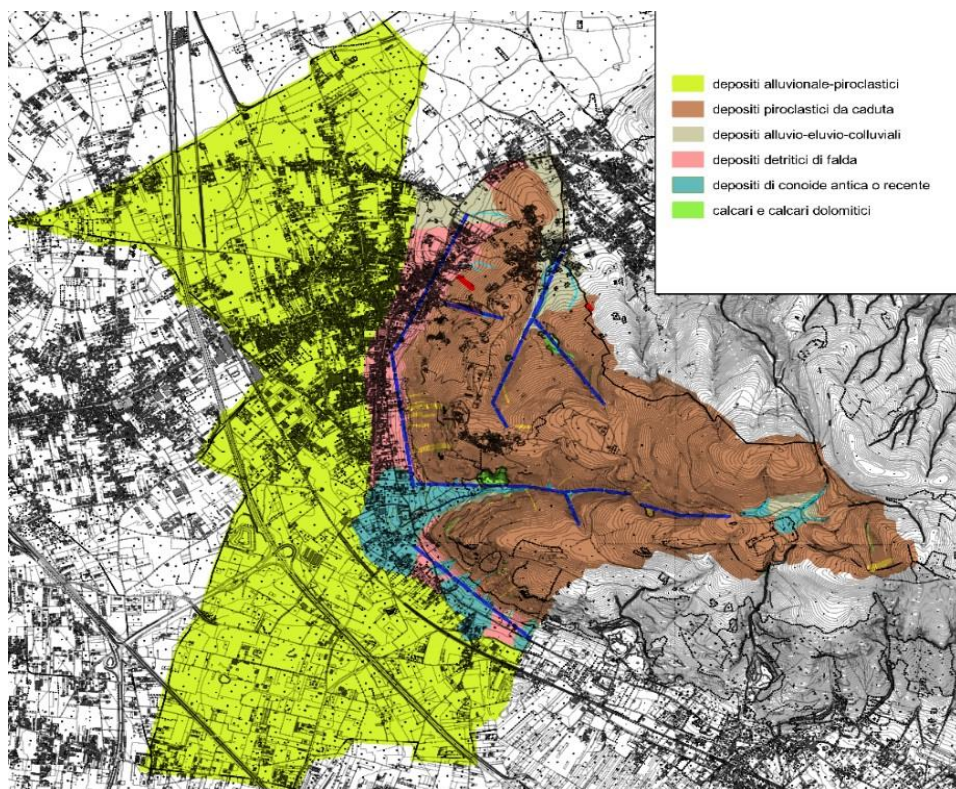 depositi alluvionale-piroclastici
depositi piroclastici da caduta
depositi alluvio-eluvio-colluviali
depositi detritici di falda
depositi di conoide antica o recente
calcari e calcari dolomitici